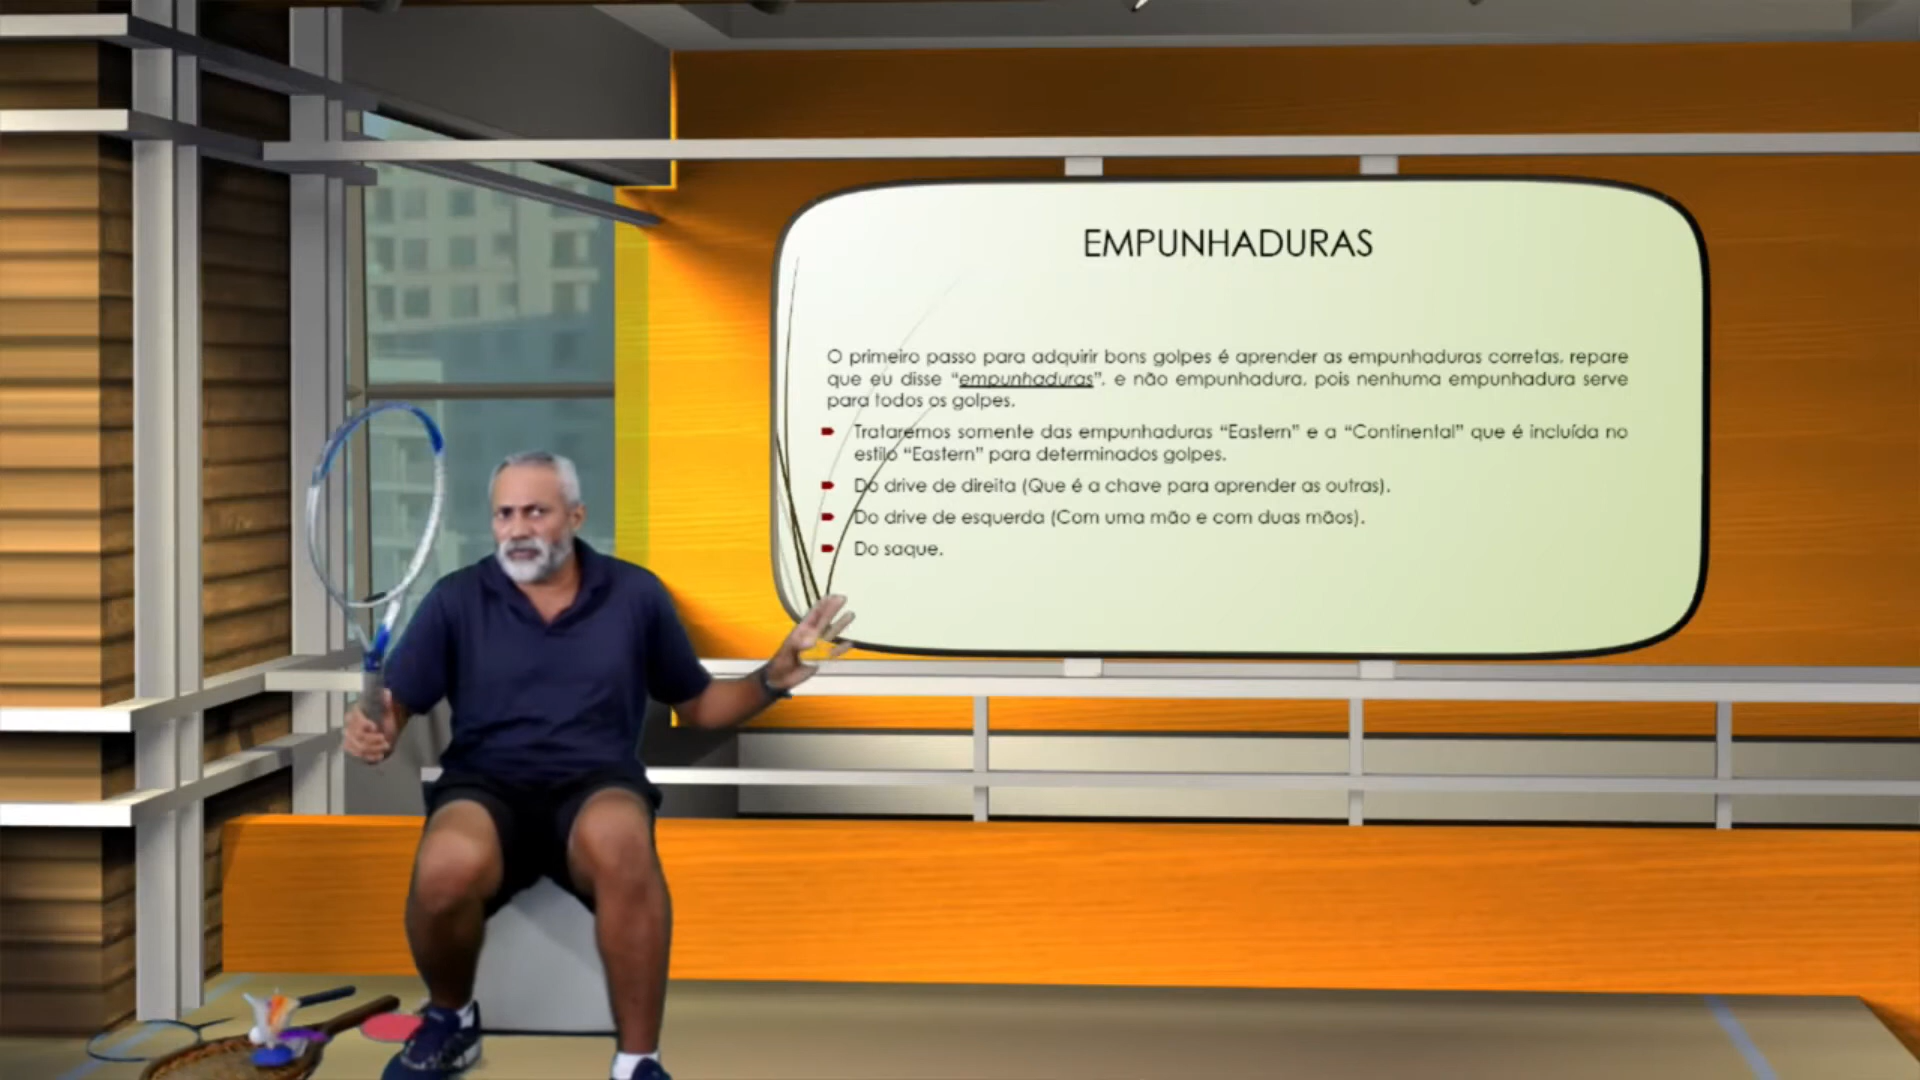 EMPUNHADURAS
O primeiro passo para adquirir bons golpes é aprender as empunhaduras corretas, repare
que eu disse “empunhaduras”, e não empunhadura, pois nenhuma empunhadura serve
para todos os golpes.
Trataremos somente das empunhaduras “Eastern” e a “Continental” que é incluída no
estilo “Eastern” para determinados golpes.
Do drive de direita (Que é a chave para aprender as outras).
Do drive de esquerda (Com uma mão e com duas mãos).
Do saque.